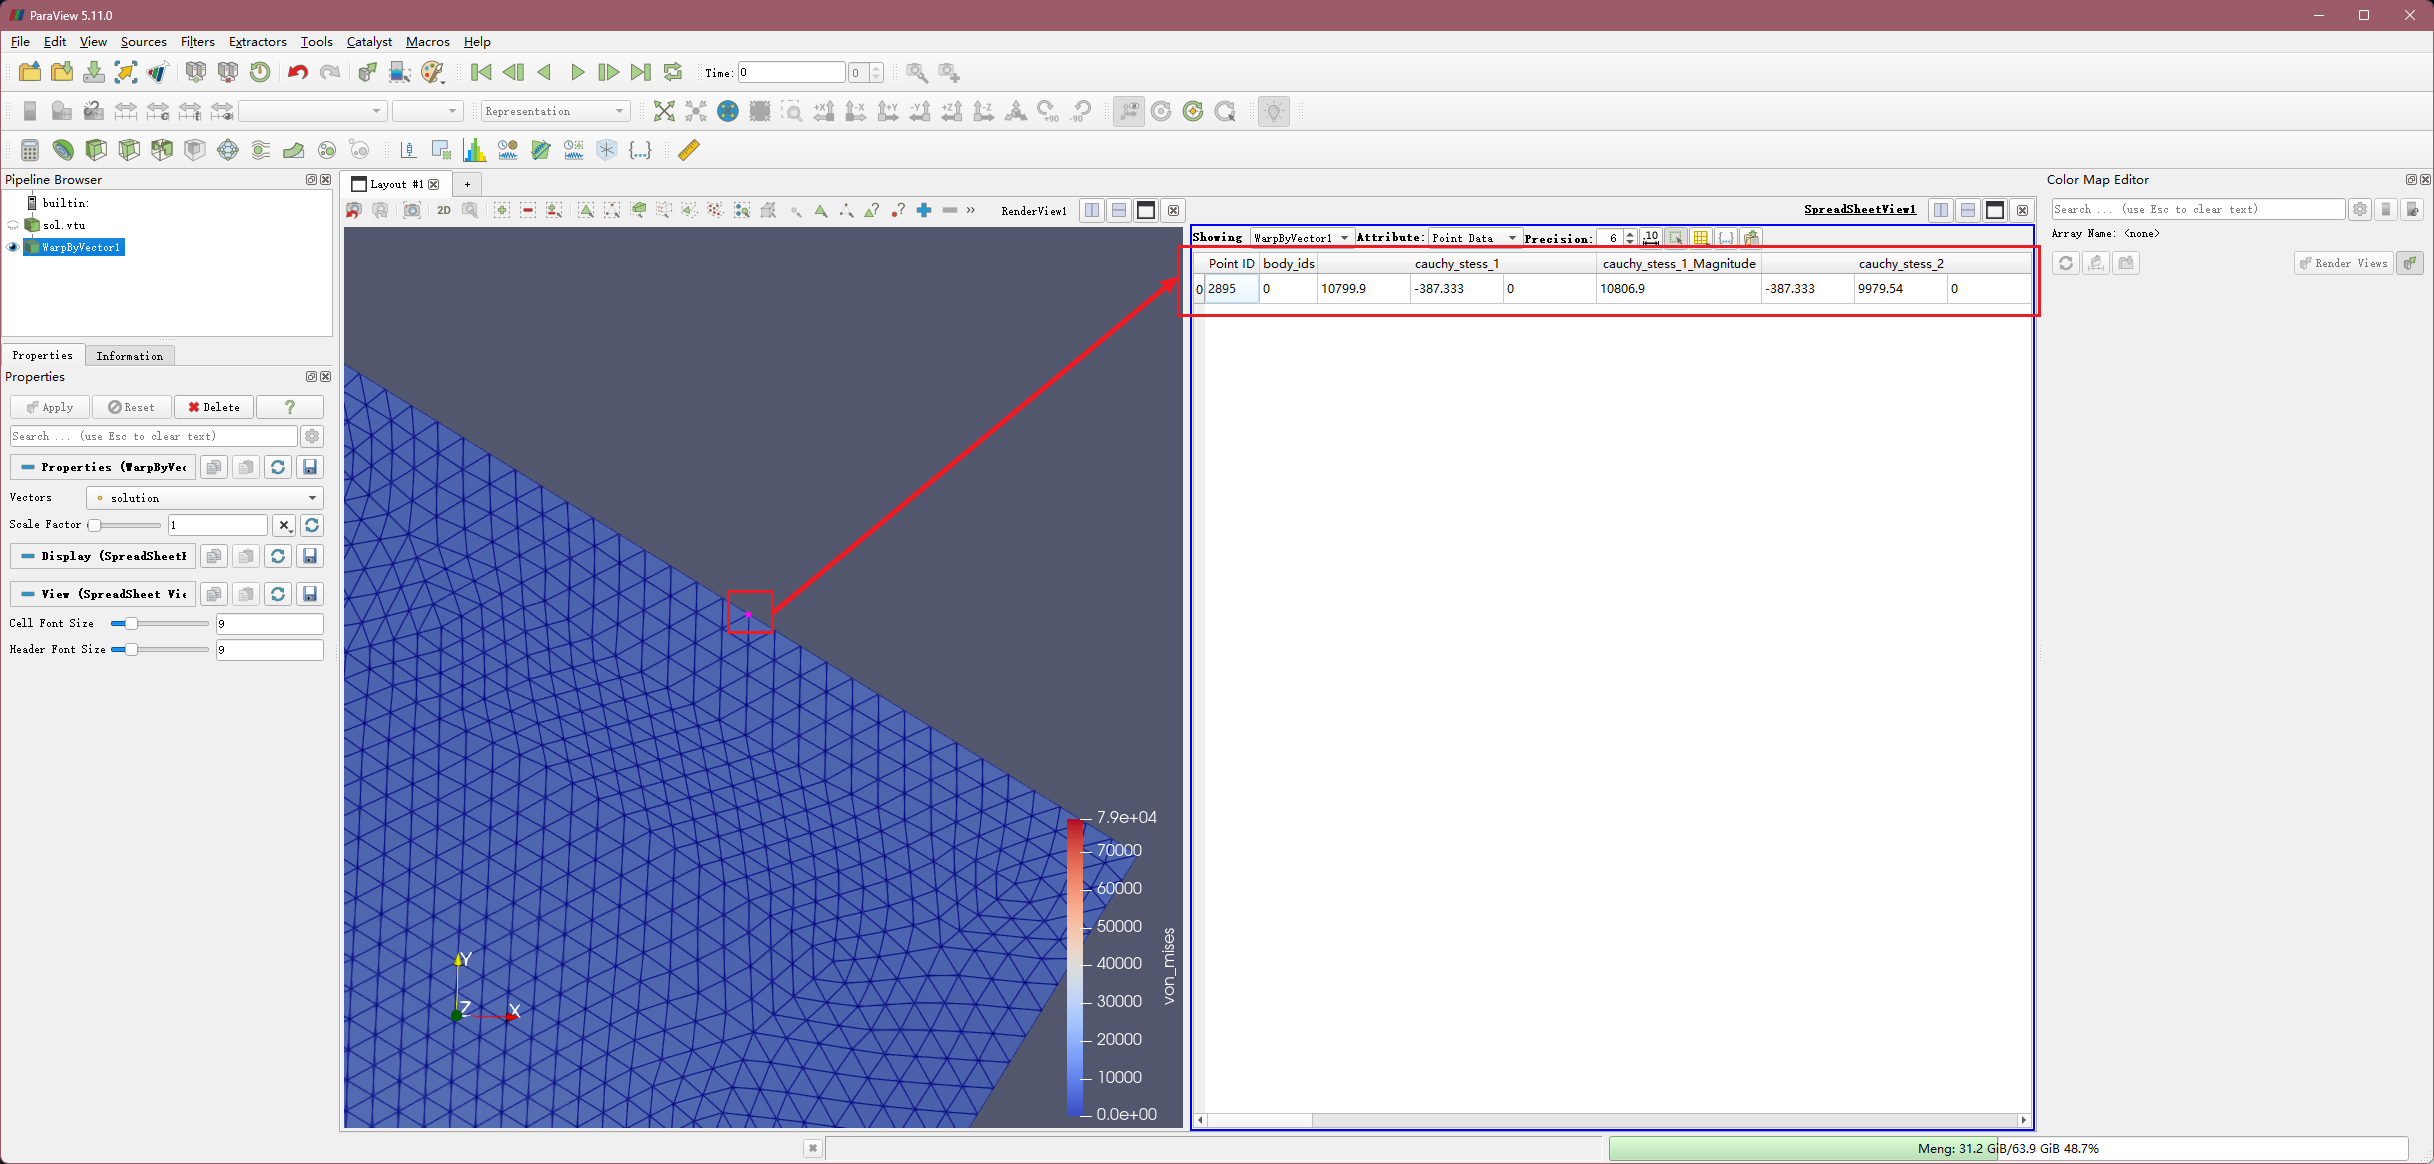 ParaView 5.11.0
File Edit View Sources Filters Extractors Tools Catalyst Macros Help
Time: 0 0
Representation
+X -X +Y -Y +Z -Z +90 -90
Pipeline Browser
builtin:
sol.vtu
WarpByVector1
Properties Information
Properties
Apply Reset Delete ?
Search ... (use Esc to clear text)
Properties (WarpByVec
Vectors solution
Scale Factor 1
Display (SpreadSheetR
View (SpreadSheet Vie
Cell Font Size 9
Header Font Size 9
Layout #1 +
2D RenderView1
7.9e+04
70000
60000
50000
40000
30000
20000
10000
0.0e+00
von_mises
Y
Z X
SpreadSheetView1
Showing WarpByVector1 Attribute: Point Data Precision: 6 .10
Point ID body_ids cauchy_stess_1 cauchy_stess_1_Magnitude cauchy_stess_2
0 2895 0 10799.9 -387.333 0 10806.9 -387.333 9979.54 0
Color Map Editor
Search ... (use Esc to clear text)
Array Name: <none>
Render Views
Meng: 31.2 GiB/63.9 GiB 48.7%